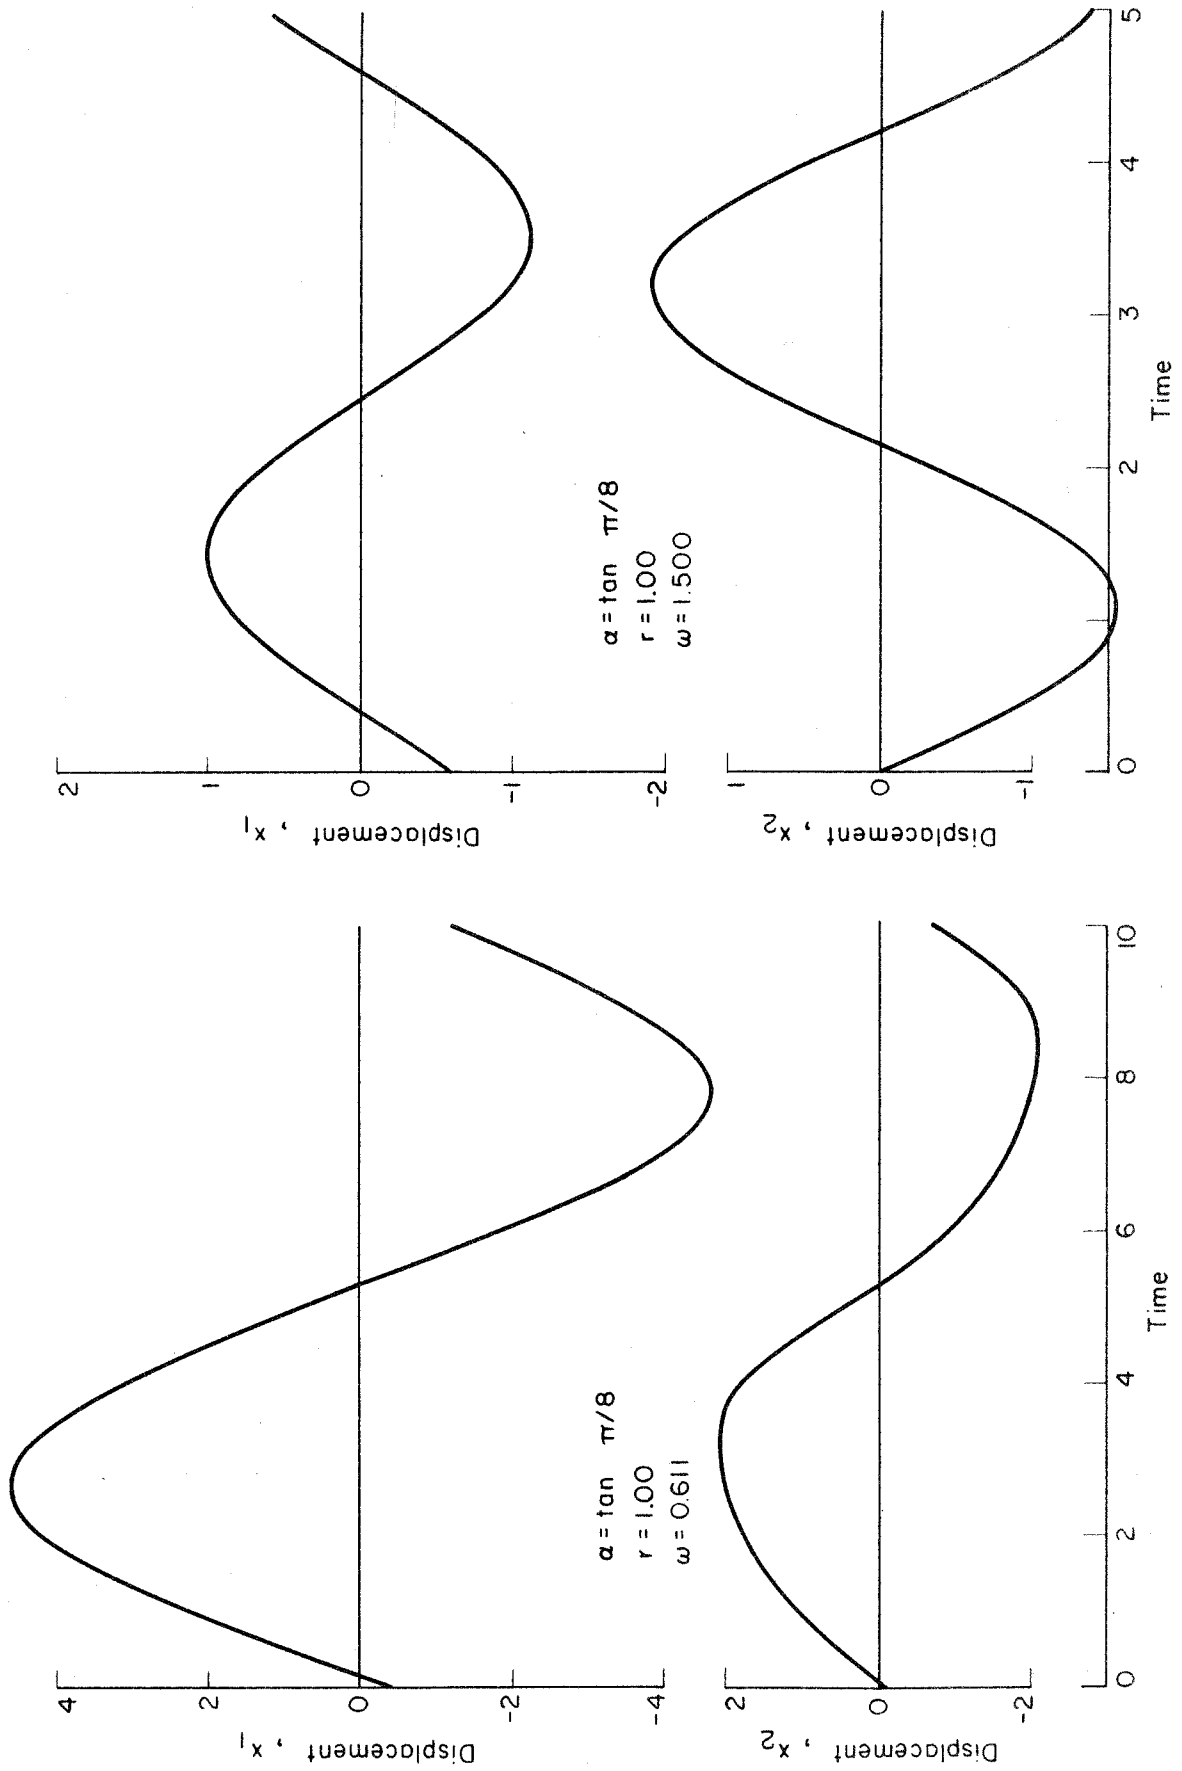 Displacement, x₁
4
2
0
-2
-4
α = tan π/8
r = 1.00
ω = 0.611
Displacement, x₂
2
0
-2
0 2 4 6 8 10
Time
Displacement, x₁
2
1
0
-1
-2
α = tan π/8
r = 1.00
ω = 1.500
Displacement, x₂
1
0
-1
0 2 3 4 5
Time